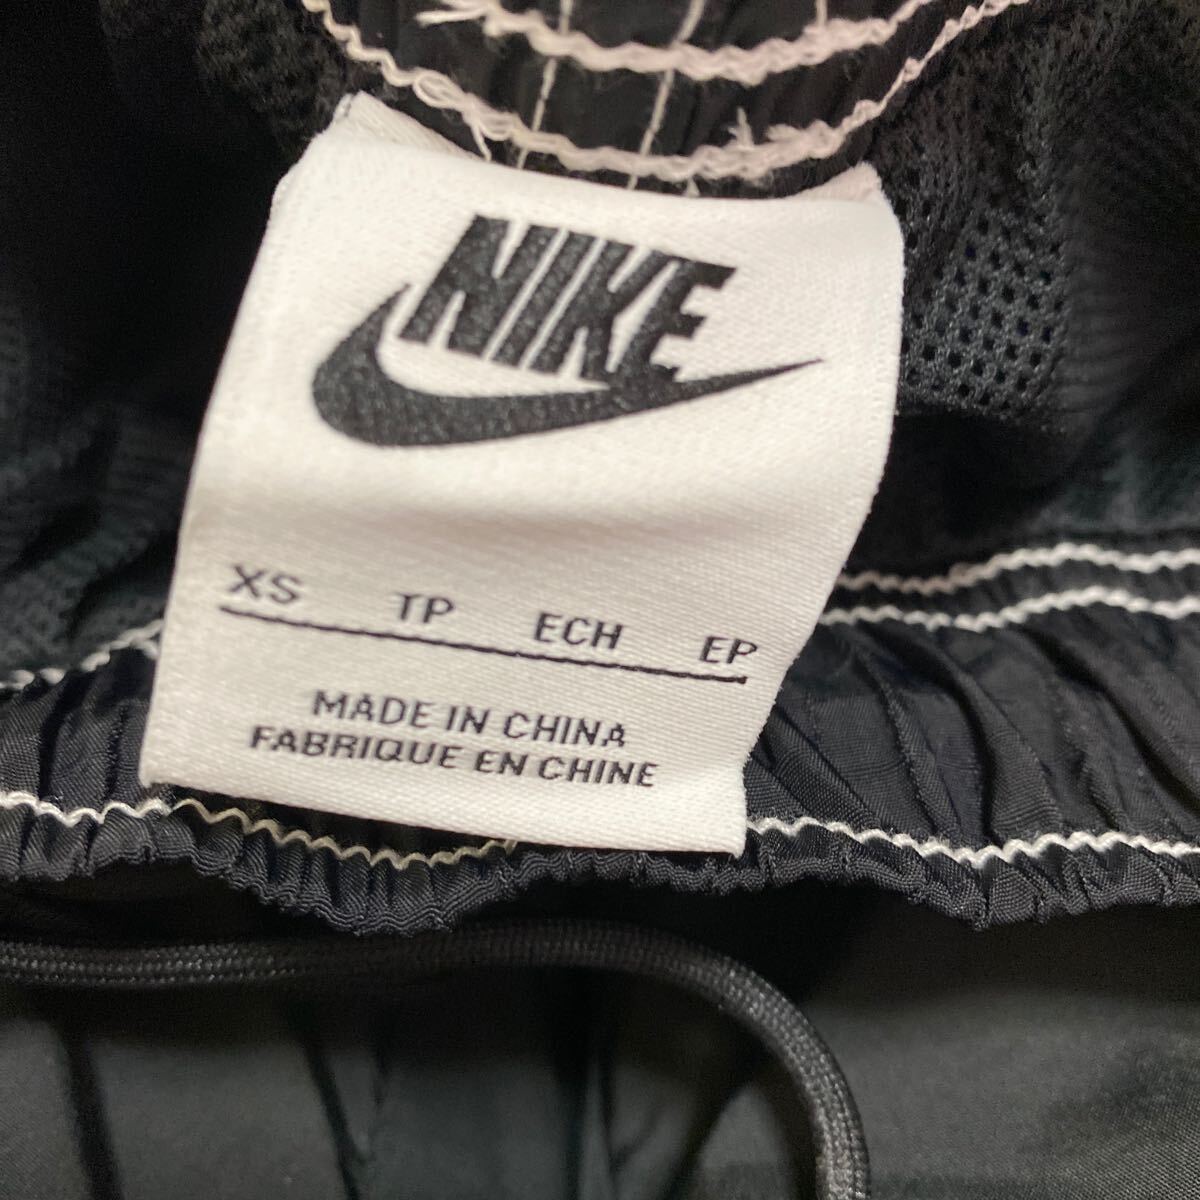 NIKE
XS TP ECH EP
MADE IN CHINA
FABRIQUE EN CHINE